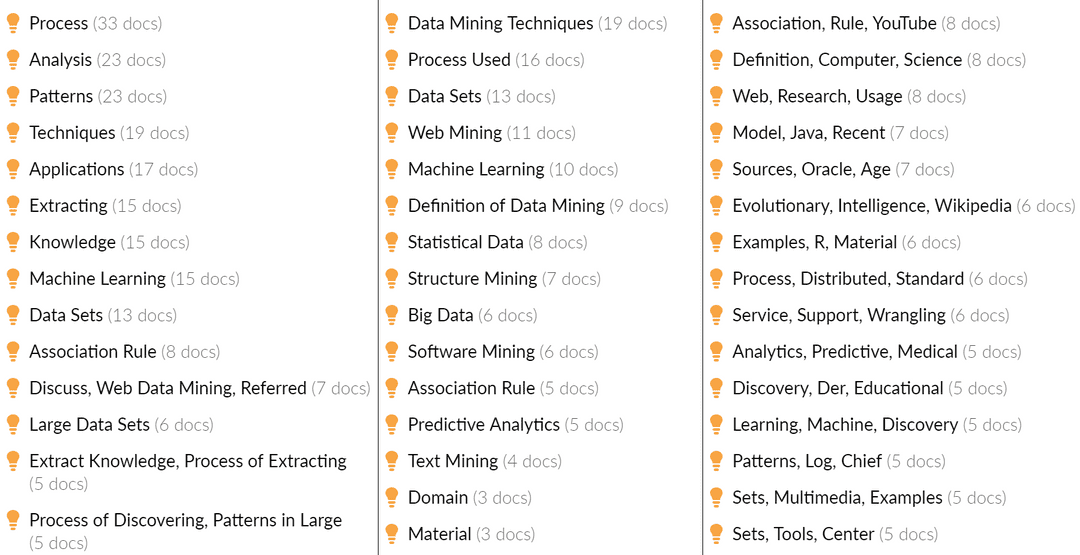 Process (33 docs)
Analysis (23 docs)
Patterns (23 docs)
Techniques (19 docs)
Applications (17 docs)
Extracting (15 docs)
Knowledge (15 docs)
Machine Learning (15 docs)
Data Sets (13 docs)
Association Rule (8 docs)
Discuss, Web Data Mining, Referred (7 docs)
Large Data Sets (6 docs)
Extract Knowledge, Process of Extracting
(5 docs)
Process of Discovering, Patterns in Large
(5 docs)
Data Mining Techniques (19 docs)
Process Used (16 docs)
Data Sets (13 docs)
Web Mining (11 docs)
Machine Learning (10 docs)
Definition of Data Mining (9 docs)
Statistical Data (8 docs)
Structure Mining (7 docs)
Big Data (6 docs)
Software Mining (6 docs)
Association Rule (5 docs)
Predictive Analytics (5 docs)
Text Mining (4 docs)
Domain (3 docs)
Material (3 docs)
Association, Rule, YouTube (8 docs)
Definition, Computer, Science (8 docs)
Web, Research, Usage (8 docs)
Model, Java, Recent (7 docs)
Sources, Oracle, Age (7 docs)
Evolutionary, Intelligence, Wikipedia (6 docs)
Examples, R, Material (6 docs)
Process, Distributed, Standard (6 docs)
Service, Support, Wrangling (6 docs)
Analytics, Predictive, Medical (5 docs)
Discovery, Der, Educational (5 docs)
Learning, Machine, Discovery (5 docs)
Patterns, Log, Chief (5 docs)
Sets, Multimedia, Examples (5 docs)
Sets, Tools, Center (5 docs)